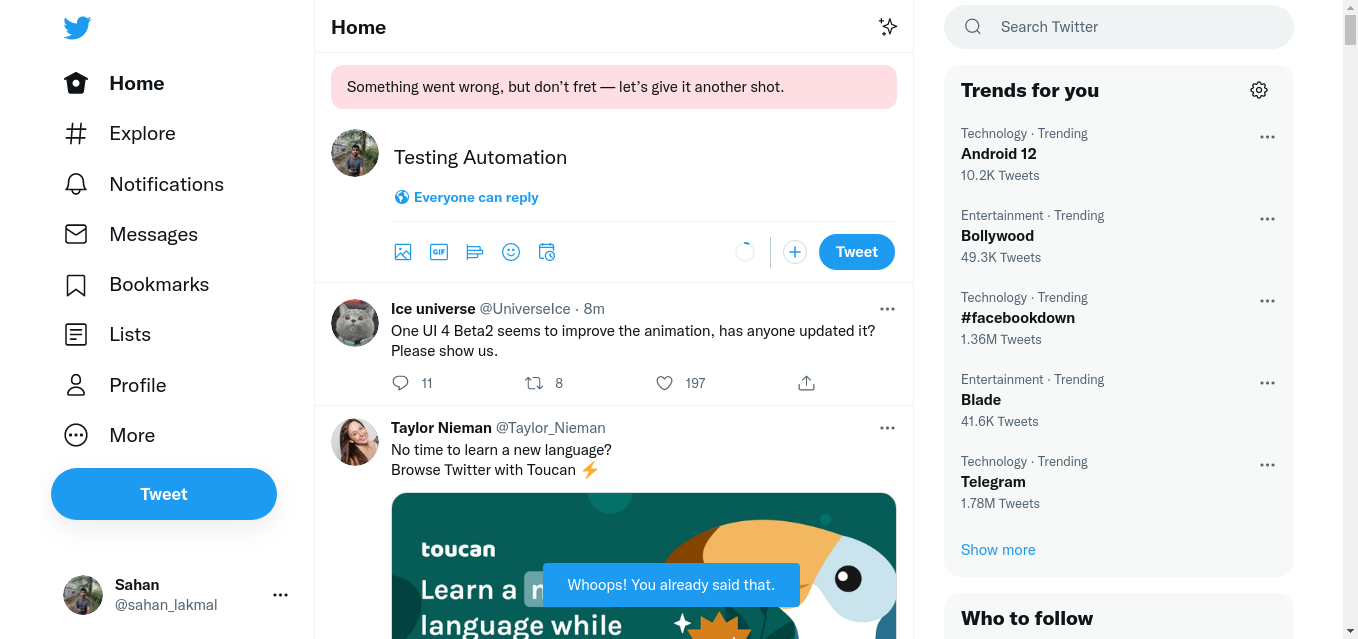 Home
Explore
Notifications
Messages
Bookmarks
Lists
Profile
More
Tweet
Sahan
@sahan_lakmal
Home
Something went wrong, but don’t fret — let’s give it another shot.
Testing Automation
Everyone can reply
GIF
Tweet
Ice universe @UniverseIce · 8m
One UI 4 Beta2 seems to improve the animation, has anyone updated it?
Please show us.
11 8 197
Taylor Nieman @Taylor_Nieman
No time to learn a new language?
Browse Twitter with Toucan ⚡
toucan
Learn a
language while
Whoops! You already said that.
Search Twitter
Trends for you
Technology · Trending
Android 12
10.2K Tweets
Entertainment · Trending
Bollywood
49.3K Tweets
Technology · Trending
#facebookdown
1.36M Tweets
Entertainment · Trending
Blade
41.6K Tweets
Technology · Trending
Telegram
1.78M Tweets
Show more
Who to follow